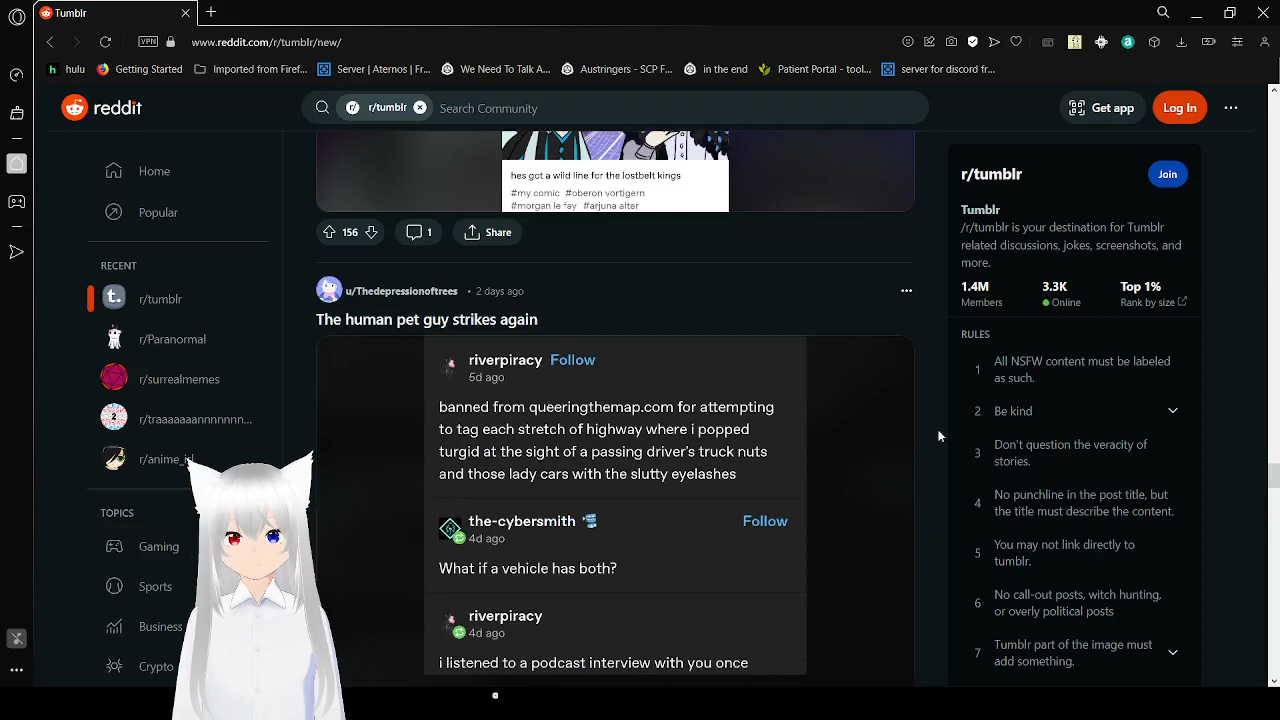 Tumblr
VPN
www.reddit.com/r/tumblr/new/
hulu
Getting Started
Imported from Firef...
Server | Aternos | Fr...
We Need To Talk A...
Austringers - SCP F...
in the end
Patient Portal - tool...
server for discord fr...
reddit
r/tumblr
Search Community
Get app
Log In
Home
Popular
RECENT
r/tumblr
r/Paranormal
r/surrealmemes
r/traaaaaaannnnnnn...
TOPICS
Gaming
Sports
Business
Crypto
hes got a wild line for the lostbelt kings
#my comic #oberon vortigern
#morgan le fay #arjuna alter
156
1
Share
u/Thedepressionoftrees • 2 days ago
The human pet guy strikes again
riverpiracy Follow
5d ago
banned from queeringthemap.com for attempting
to tag each stretch of highway where i popped
turgid at the sight of a passing driver's truck nuts
and those lady cars with the slutty eyelashes
the-cybersmith Follow
4d ago
What if a vehicle has both?
riverpiracy
4d ago
i listened to a podcast interview with you once
r/tumblr
Join
Tumblr
/r/tumblr is your destination for Tumblr
related discussions, jokes, screenshots, and
more.
1.4M 3.3K Top 1%
Members Online Rank by size
RULES
1 All NSFW content must be labeled
as such.
2 Be kind
3 Don't question the veracity of
stories.
4 No punchline in the post title, but
the title must describe the content.
5 You may not link directly to
tumblr.
6 No call-out posts, witch hunting,
or overly political posts
7 Tumblr part of the image must
add something.